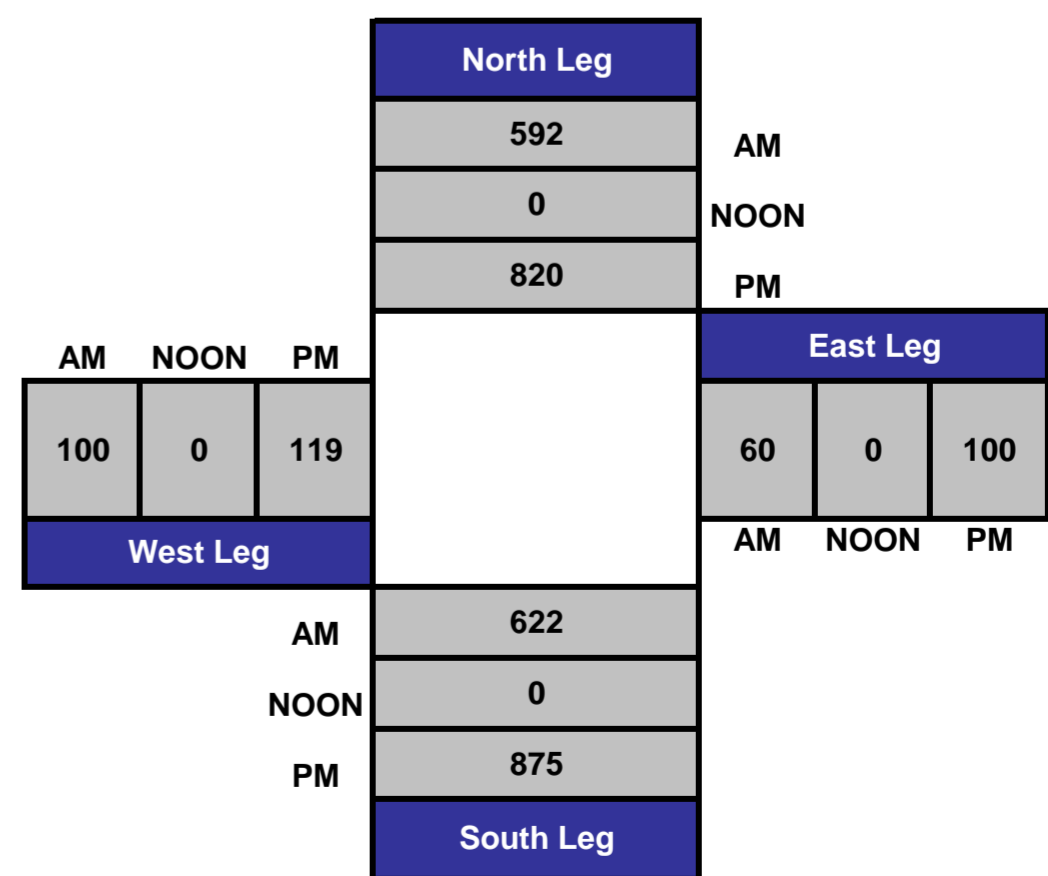 North Leg
592 AM
0 NOON
820 PM
East Leg
AM NOON PM
100 0 119
60 0 100
West Leg
AM NOON PM
AM 622
NOON 0
PM 875
South Leg